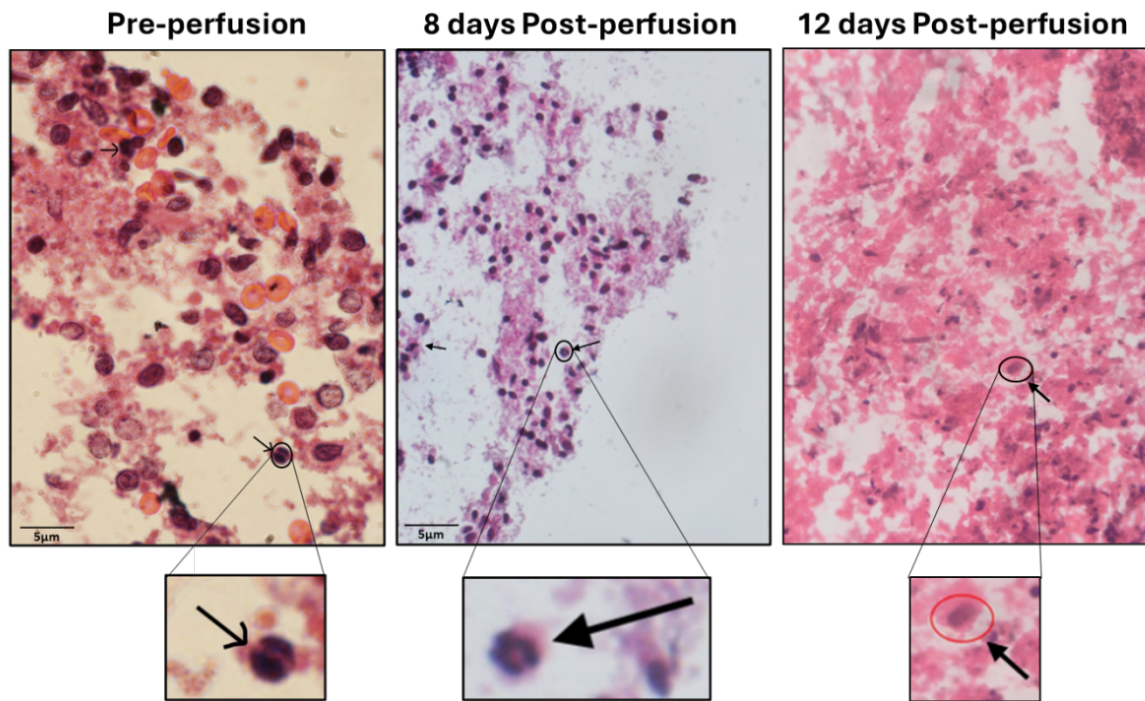 Pre-perfusion
8 days Post-perfusion
12 days Post-perfusion
5µm
5µm